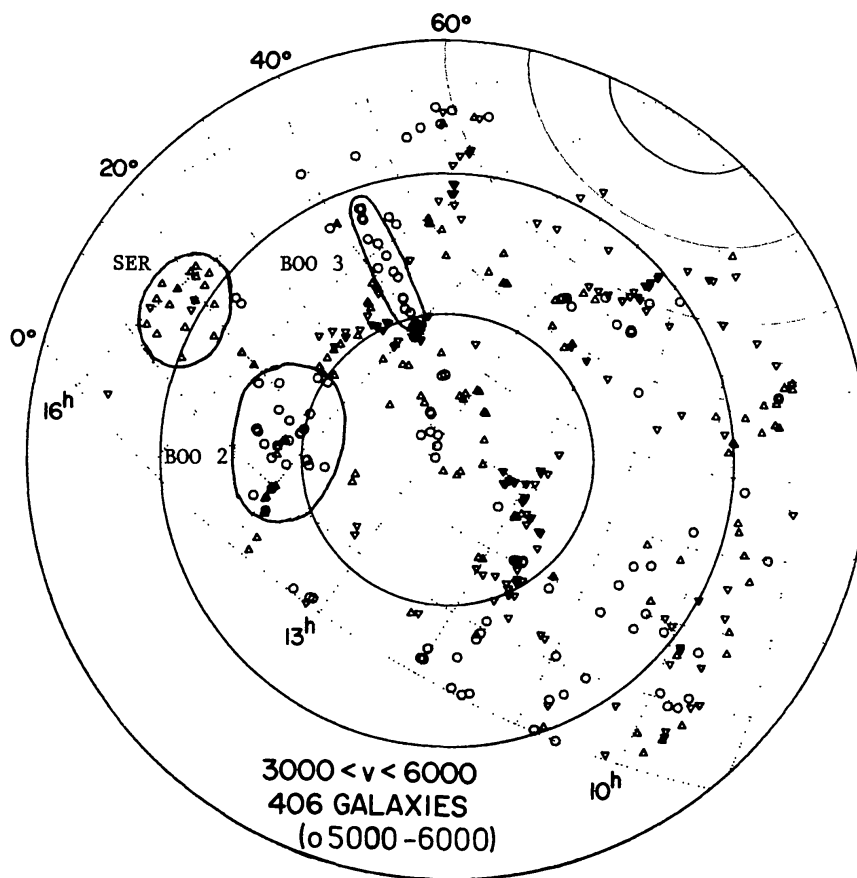 60°
40°
20°
SER
BOO 3
0°
16h
BOO 2
13h
10h
3000 < v < 6000
406 GALAXIES
(o 5000 - 6000)